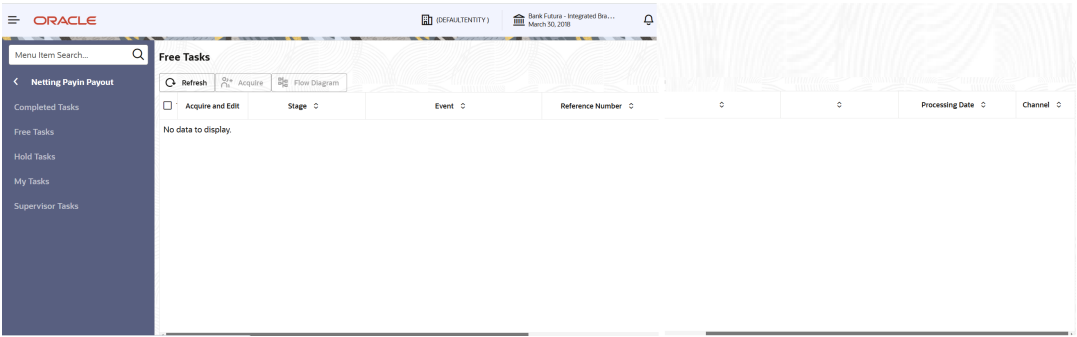 ORACLE
(DEFAULTENTITY)
Bank Futura - Integrated Bra...
March 30, 2018
Menu Item Search...
Netting Payin Payout
Completed Tasks
Free Tasks
Hold Tasks
My Tasks
Supervisor Tasks
Free Tasks
Refresh Acquire Flow Diagram
Acquire and Edit Stage Event Reference Number Processing Date Channel
No data to display.